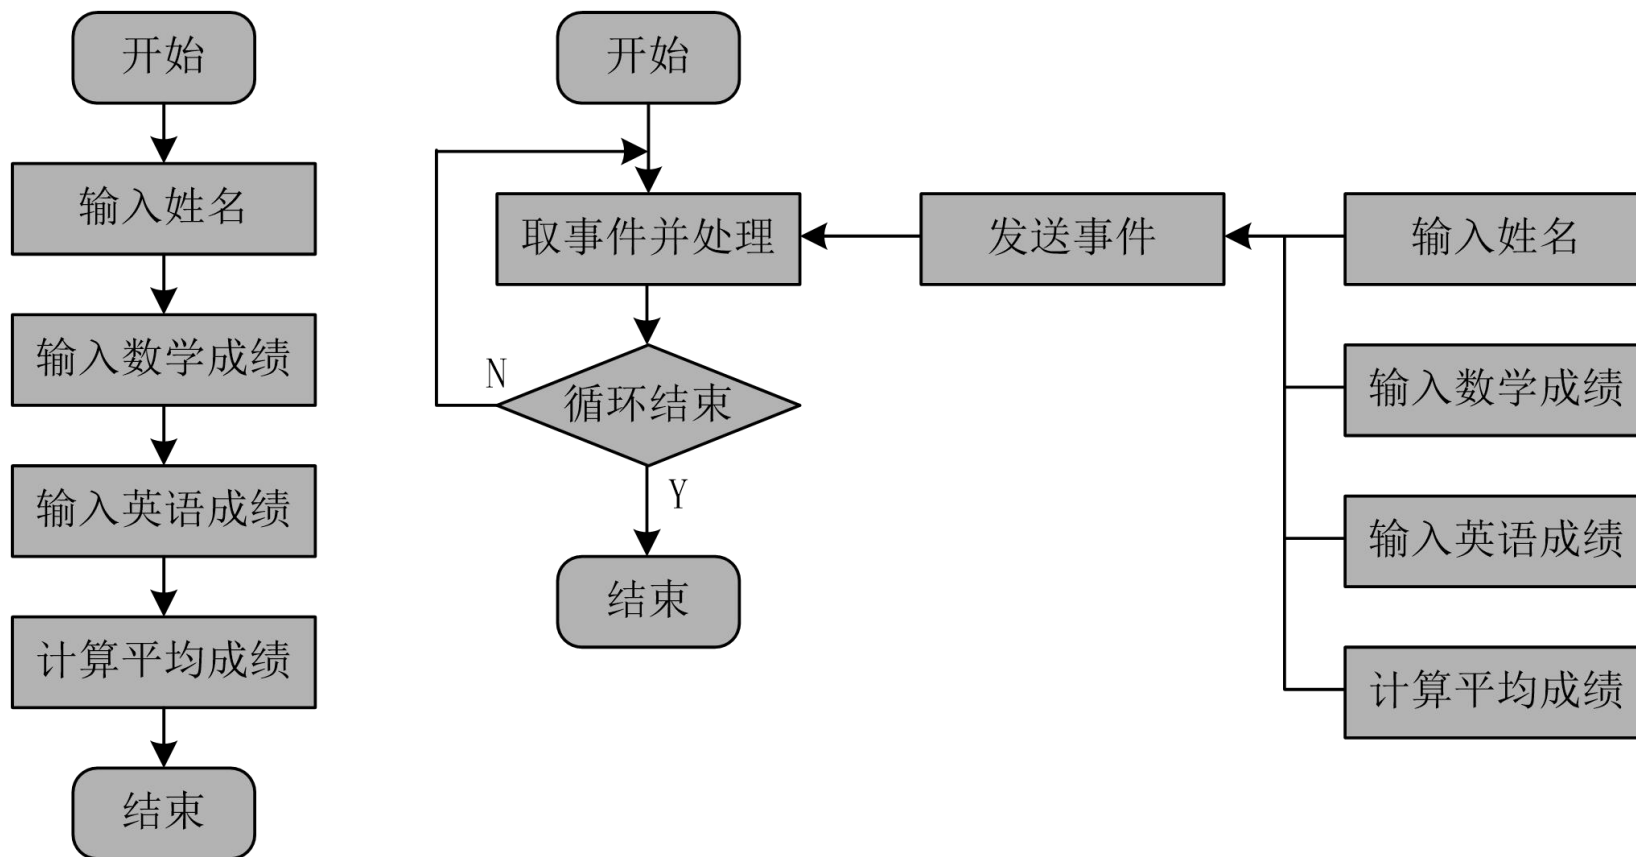 开始
输入姓名
输入数学成绩
输入英语成绩
计算平均成绩
结束
开始
取事件并处理
循环结束
N
Y
结束
发送事件
输入姓名
输入数学成绩
输入英语成绩
计算平均成绩